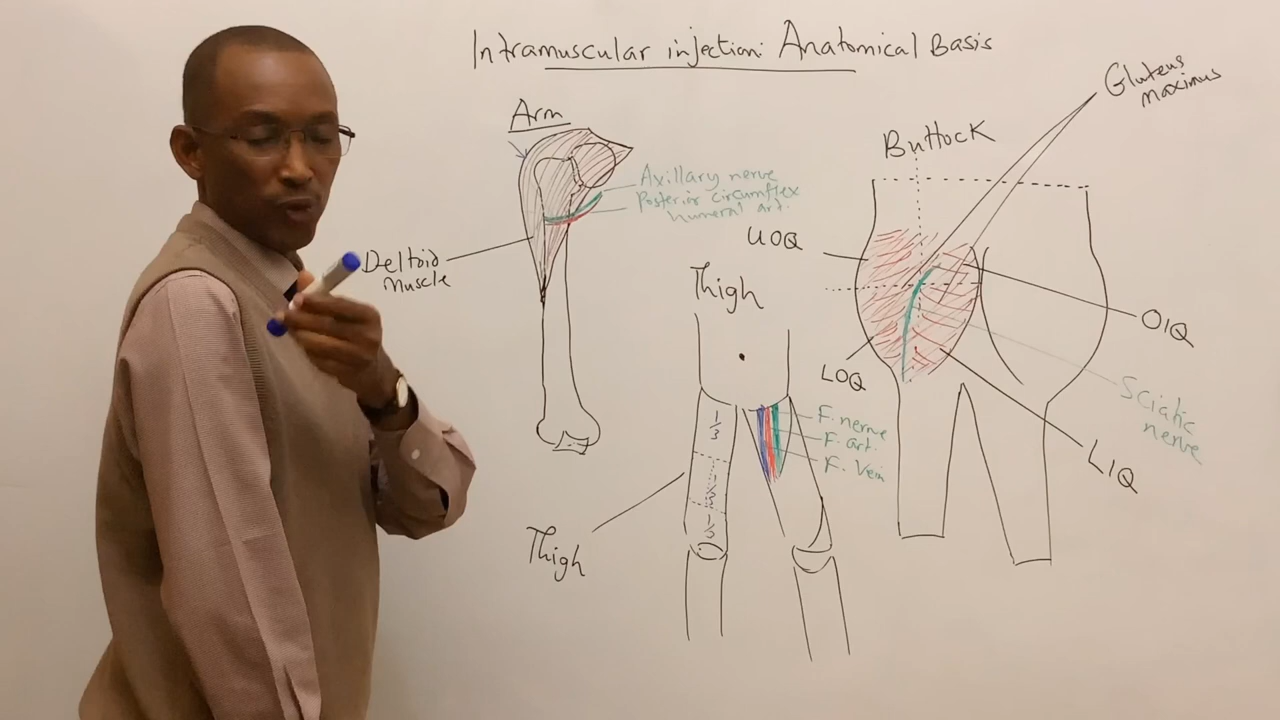 Intramuscular injection: Anatomical Basis
Gluteus
maximus
Arm
Buttock
Axillary nerve
Posterior circumflex
humeral art.
UOQ
Deltoid
Muscle
Thigh
OIQ
LOQ
Sciatic
nerve
F. nerve
F. art.
F. Vein
LIQ
1/3
1/3
1/3
Thigh